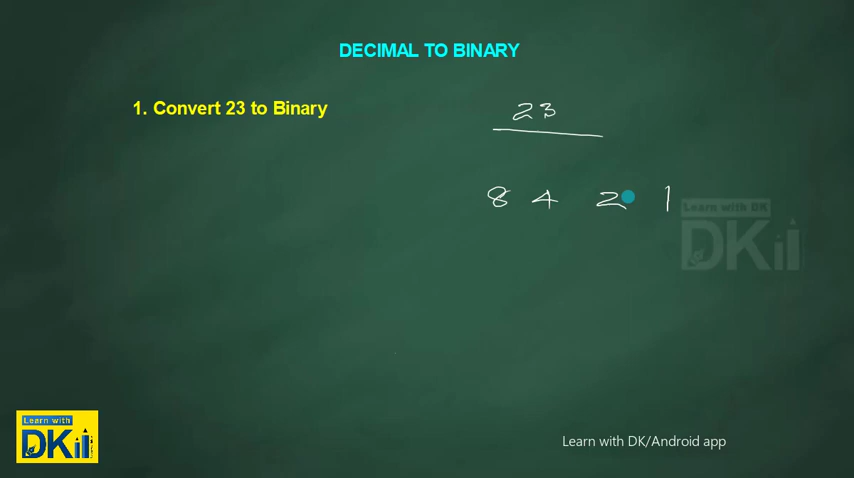 DECIMAL TO BINARY
1. Convert 23 to Binary
23
8 4 2 1
Learn with DK
DK
Learn with
DK
Learn with DK/Android app